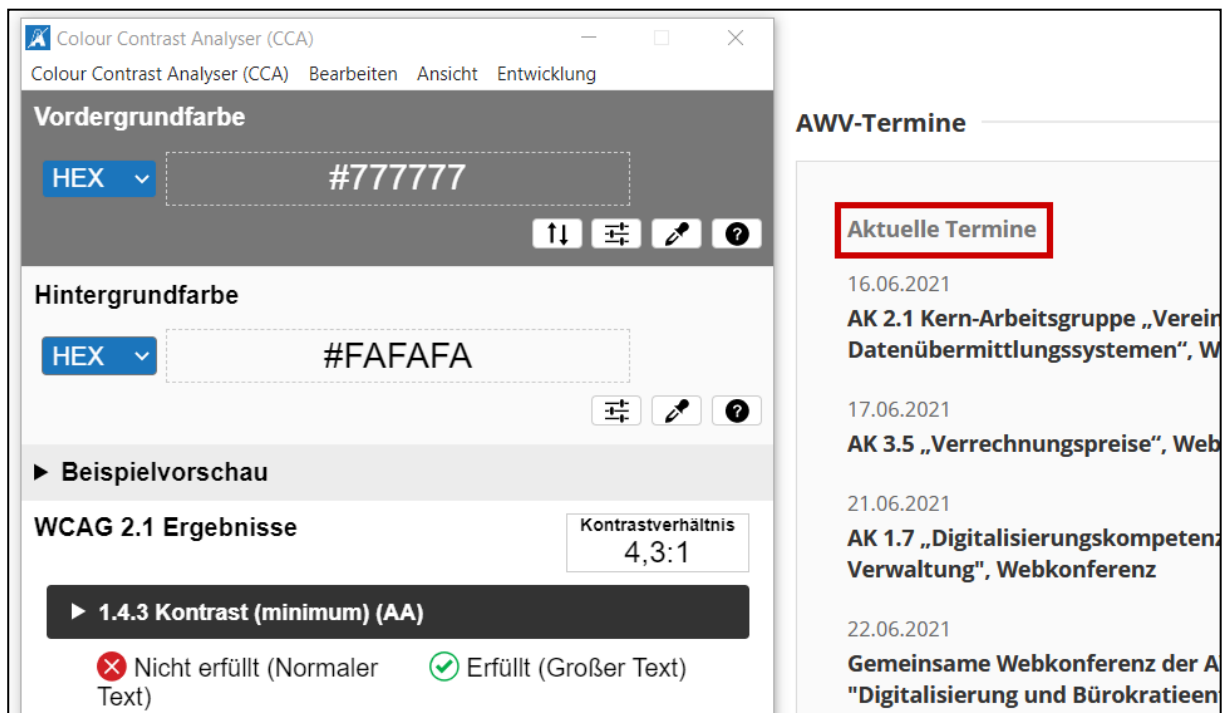 Colour Contrast Analyser (CCA)
Colour Contrast Analyser (CCA) Bearbeiten Ansicht Entwicklung
Vordergrundfarbe
HEX #777777
Hintergrundfarbe
HEX #FAFAFA
Beispielvorschau
WCAG 2.1 Ergebnisse
Kontrastverhältnis
4,3:1
1.4.3 Kontrast (minimum) (AA)
Nicht erfüllt (Normaler
Text)
Erfüllt (Großer Text)
AWV-Termine
Aktuelle Termine
16.06.2021
AK 2.1 Kern-Arbeitsgruppe „Verein
Datenübermittlungssystemen“, W
17.06.2021
AK 3.5 „Verrechnungspreise“, Web
21.06.2021
AK 1.7 „Digitalisierungskompetenz
Verwaltung", Webkonferenz
22.06.2021
Gemeinsame Webkonferenz der A
"Digitalisierung und Bürokratieen